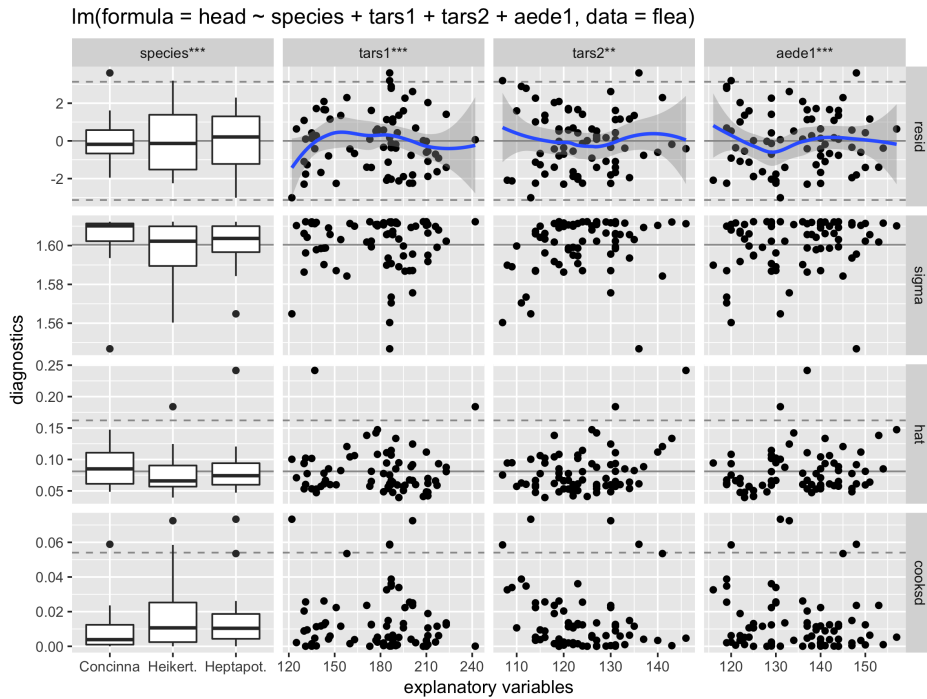 lm(formula = head ~ species + tars1 + tars2 + aede1, data = flea)
species*** tars1*** tars2** aede1***
2
0
-2
resid
1.60
1.58
1.56
sigma
diagnostics
0.25
0.20
0.15
0.10
0.05
hat
0.06
0.04
0.02
0.00
cooksd
Concinna Heikert. Heptapot. 120 150 180 210 240 110 120 130 140 120 130 140 150
explanatory variables